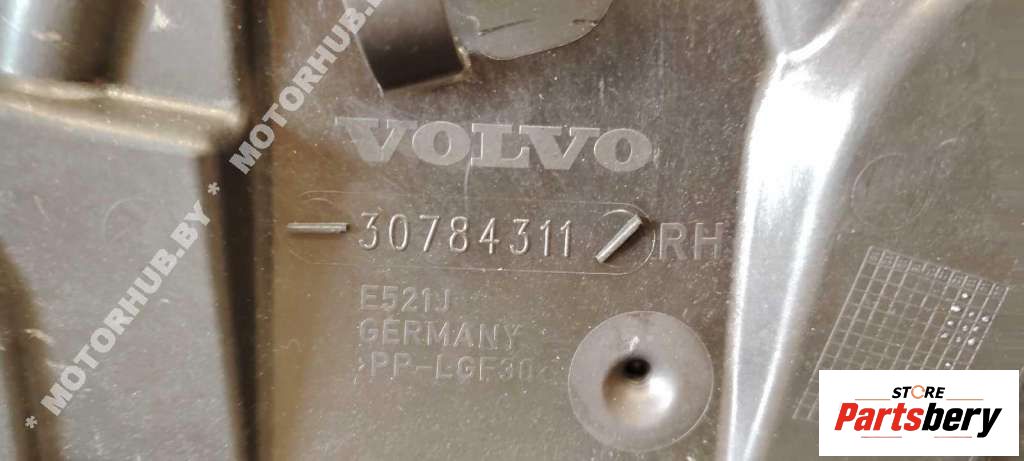 VOLVO
30784311 RH
E521J
GERMANY
>PP-LGF30<
* MOTORHUB.BY * MOTORHUB.BY
STORE
Partsbery